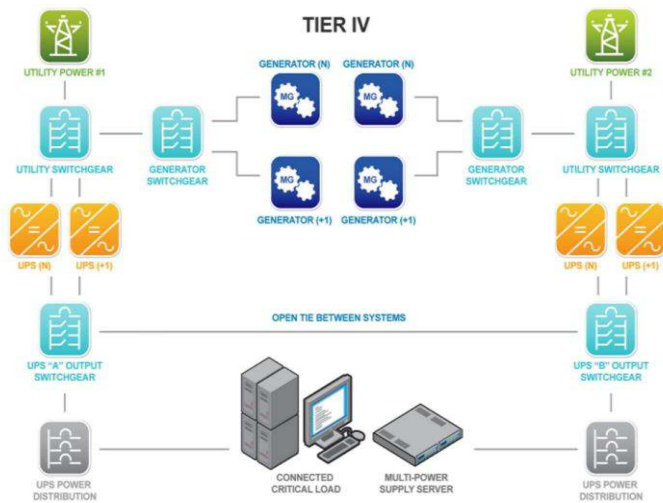 TIER IV
UTILITY POWER #1
GENERATOR (N)
GENERATOR (N)
UTILITY POWER #2
MG
MG
UTILITY SWITCHGEAR
GENERATOR
SWITCHGEAR
GENERATOR
SWITCHGEAR
UTILITY SWITCHGEAR
MG
MG
GENERATOR (+1)
GENERATOR (+1)
UPS (N)
UPS (+1)
UPS (N)
UPS (+1)
OPEN TIE BETWEEN SYSTEMS
UPS "A" OUTPUT
SWITCHGEAR
UPS "B" OUTPUT
SWITCHGEAR
UPS POWER
DISTRIBUTION
CONNECTED
CRITICAL LOAD
MULTI-POWER
SUPPLY SERVER
UPS POWER
DISTRIBUTION